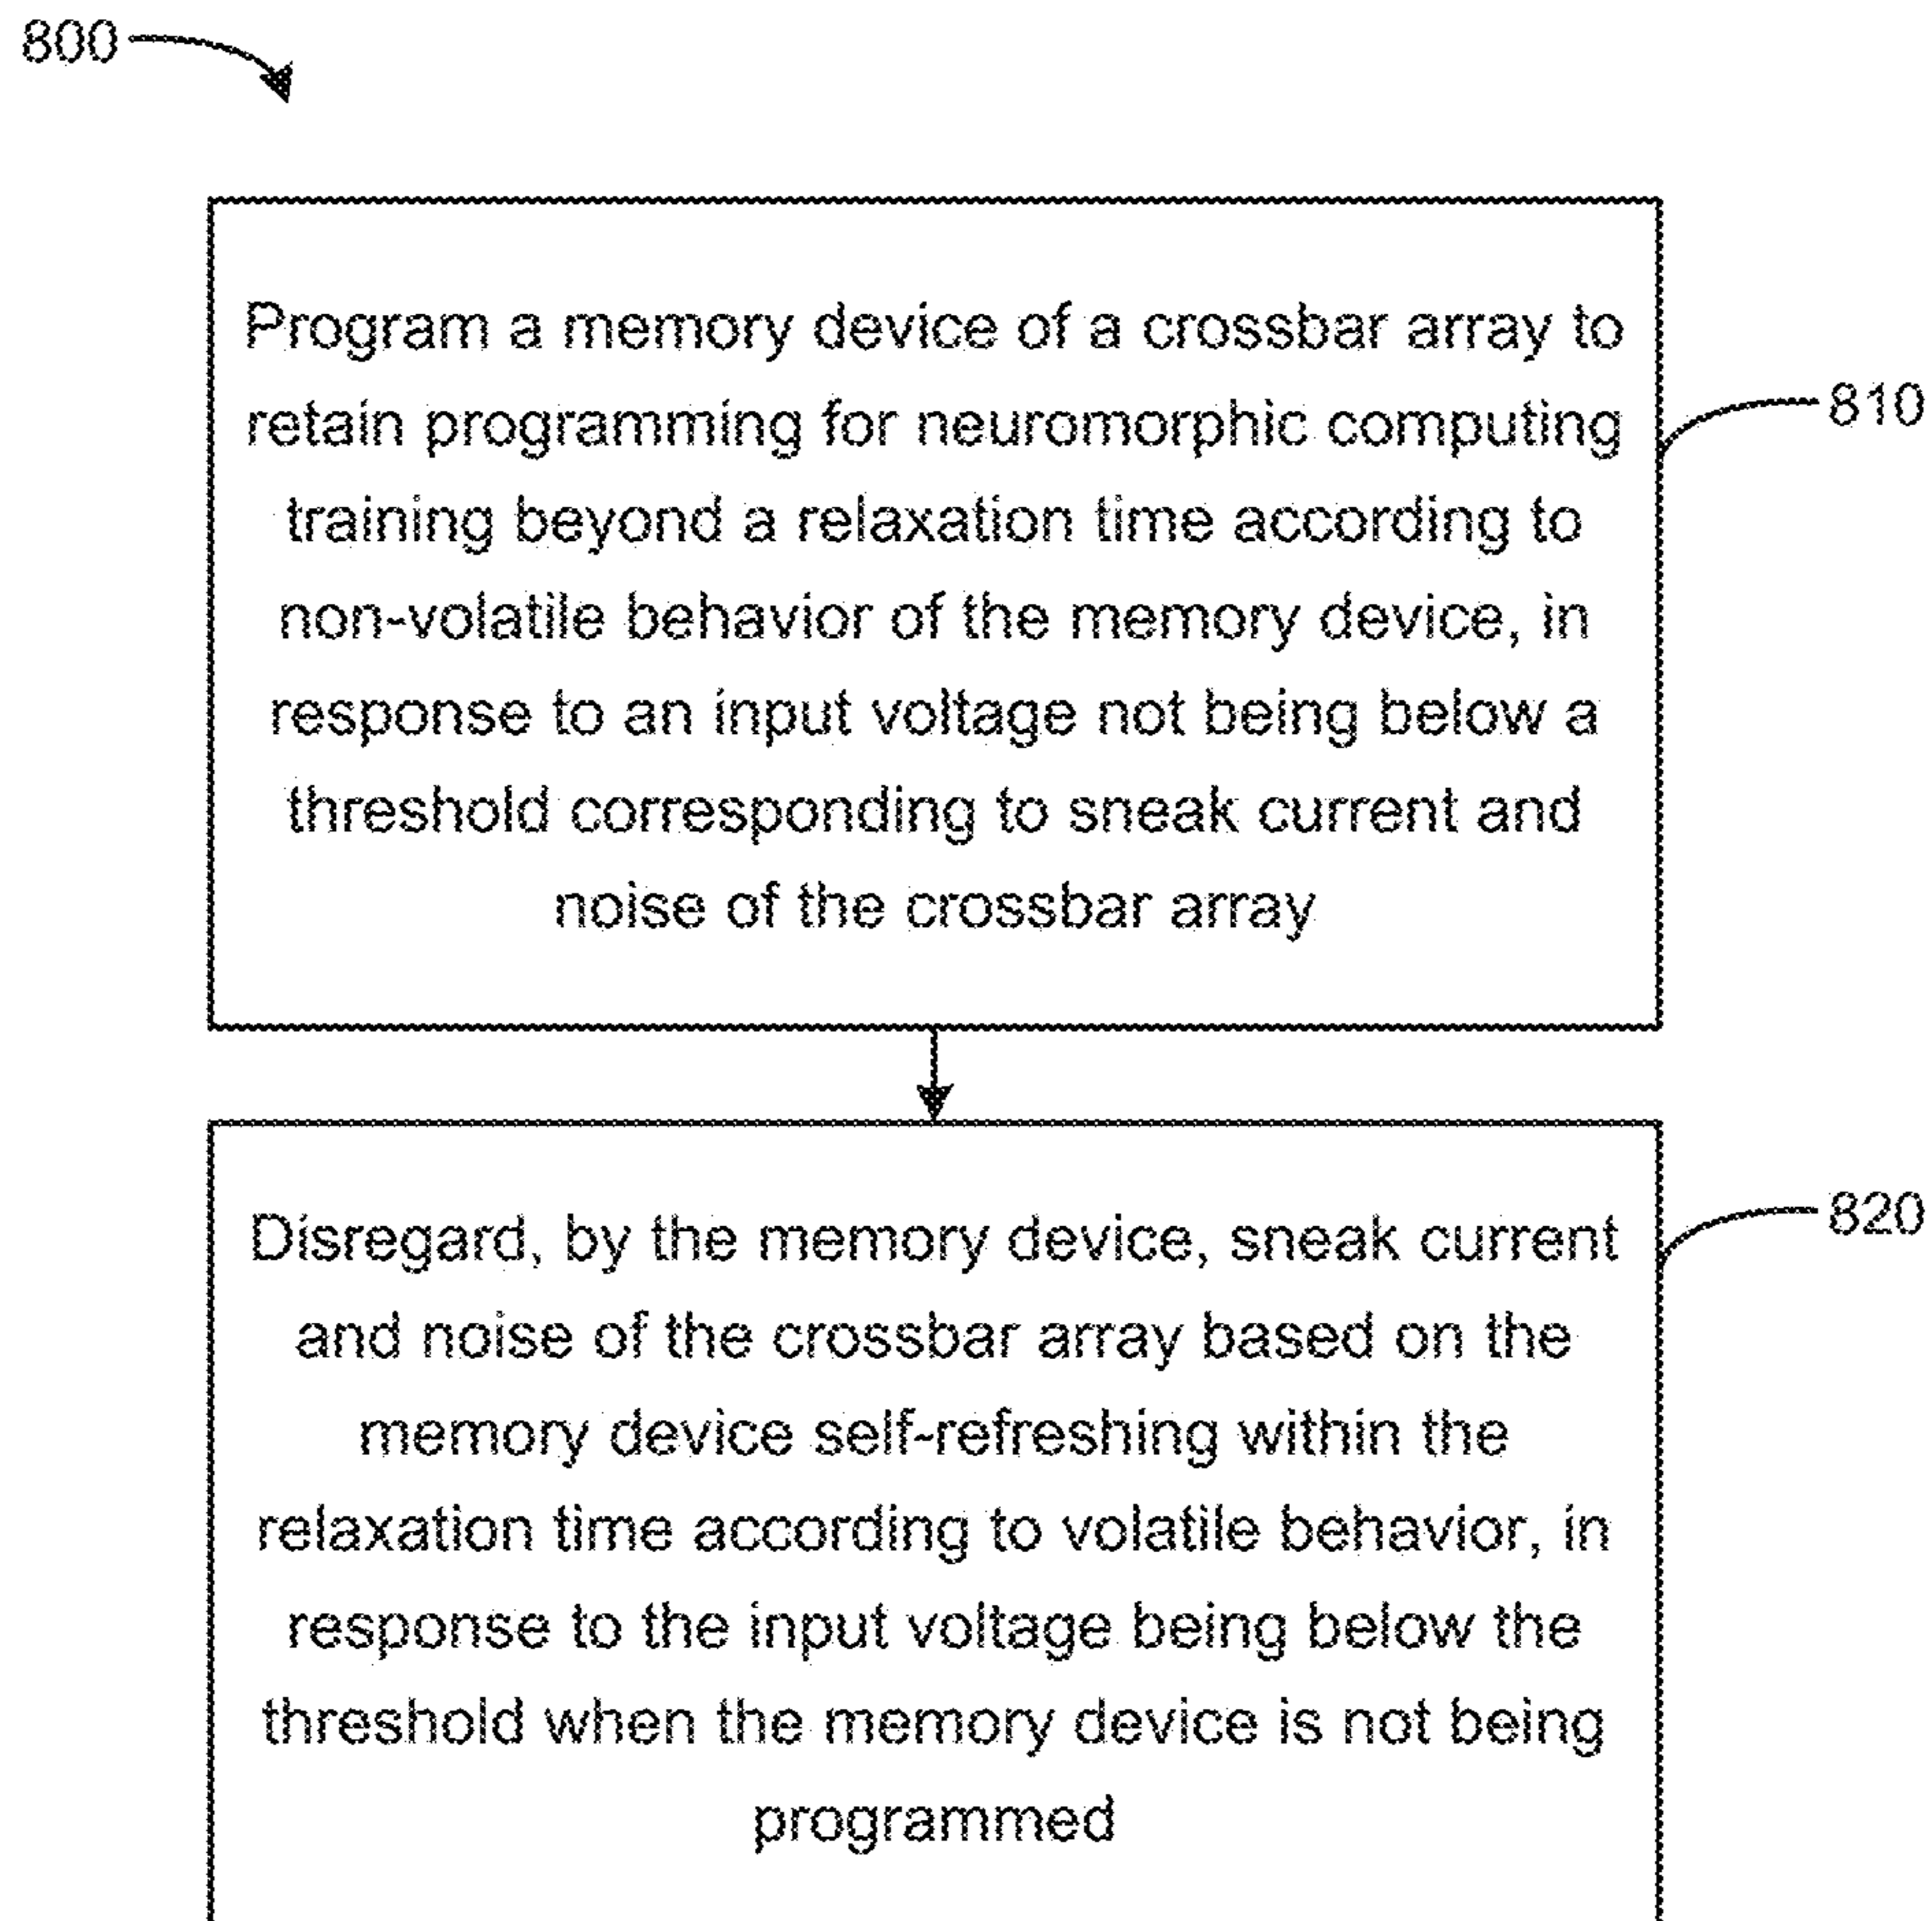 800
Program a memory device of a crossbar array to
retain programming for neuromorphic computing
training beyond a relaxation time according to
non-volatile behavior of the memory device, in
response to an input voltage not being below a
threshold corresponding to sneak current and
noise of the crossbar array
810
Disregard, by the memory device, sneak current
and noise of the crossbar array based on the
memory device self-refreshing within the
relaxation time according to volatile behavior, in
response to the input voltage being below the
threshold when the memory device is not being
programmed
820